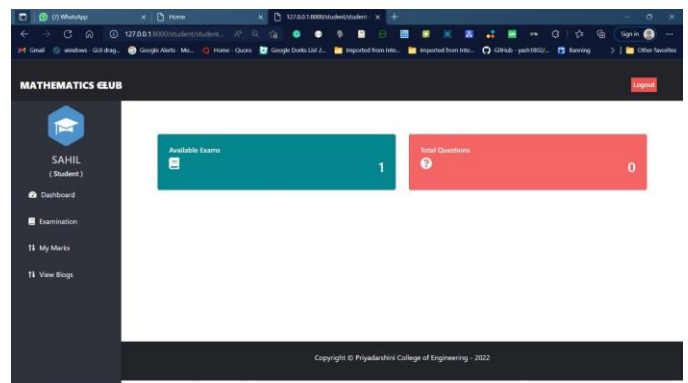 (7) WhatsApp
Home
127.0.0.1:8000/student/student-
127.0.0.1:8000/student/student...
Sign in
Gmail
windows - GUI drag...
Google Alerts - Mo...
Home - Quora
Google Dorks List 2...
Imported from Inte...
Imported from Inte...
GitHub - yash1802/...
Banning
Other favorites
MATHEMATICS CLUB
Logout
SAHIL
( Student )
Dashboard
Examination
My Marks
View Blogs
Available Exams
1
Total Questions
0
Copyright © Priyadarshini College of Engineering - 2022